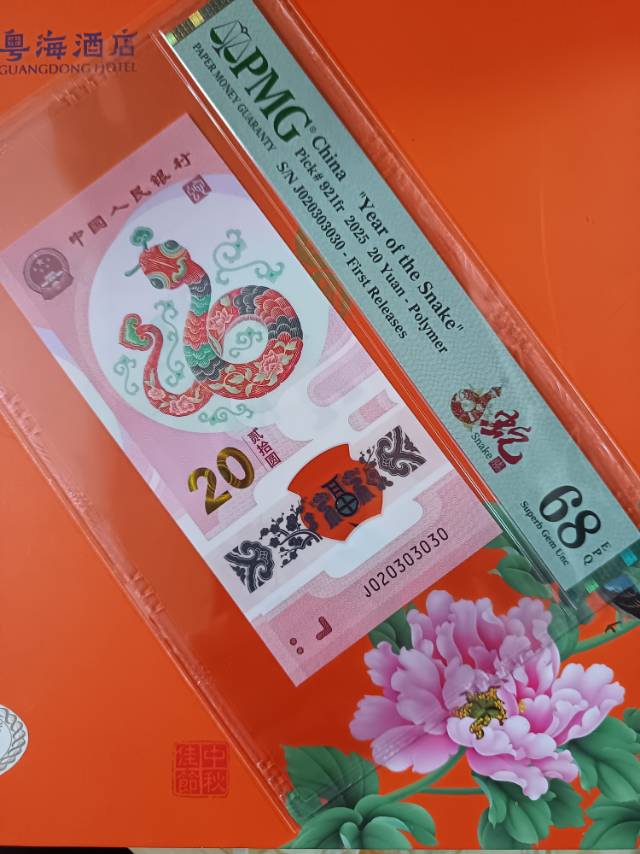 粤海酒店
GUANGDONG HOTEL
PMG®
PAPER MONEY GUARANTY
China
"Year of the Snake"
Pick# 921fr 2025 20 Yuan - Polymer
S/N J020303030 - First Releases
蛇
Snake
68 EPQ
Superb Gem Unc
中国人民银行
20
贰拾圆
J020303030
中秋
佳節